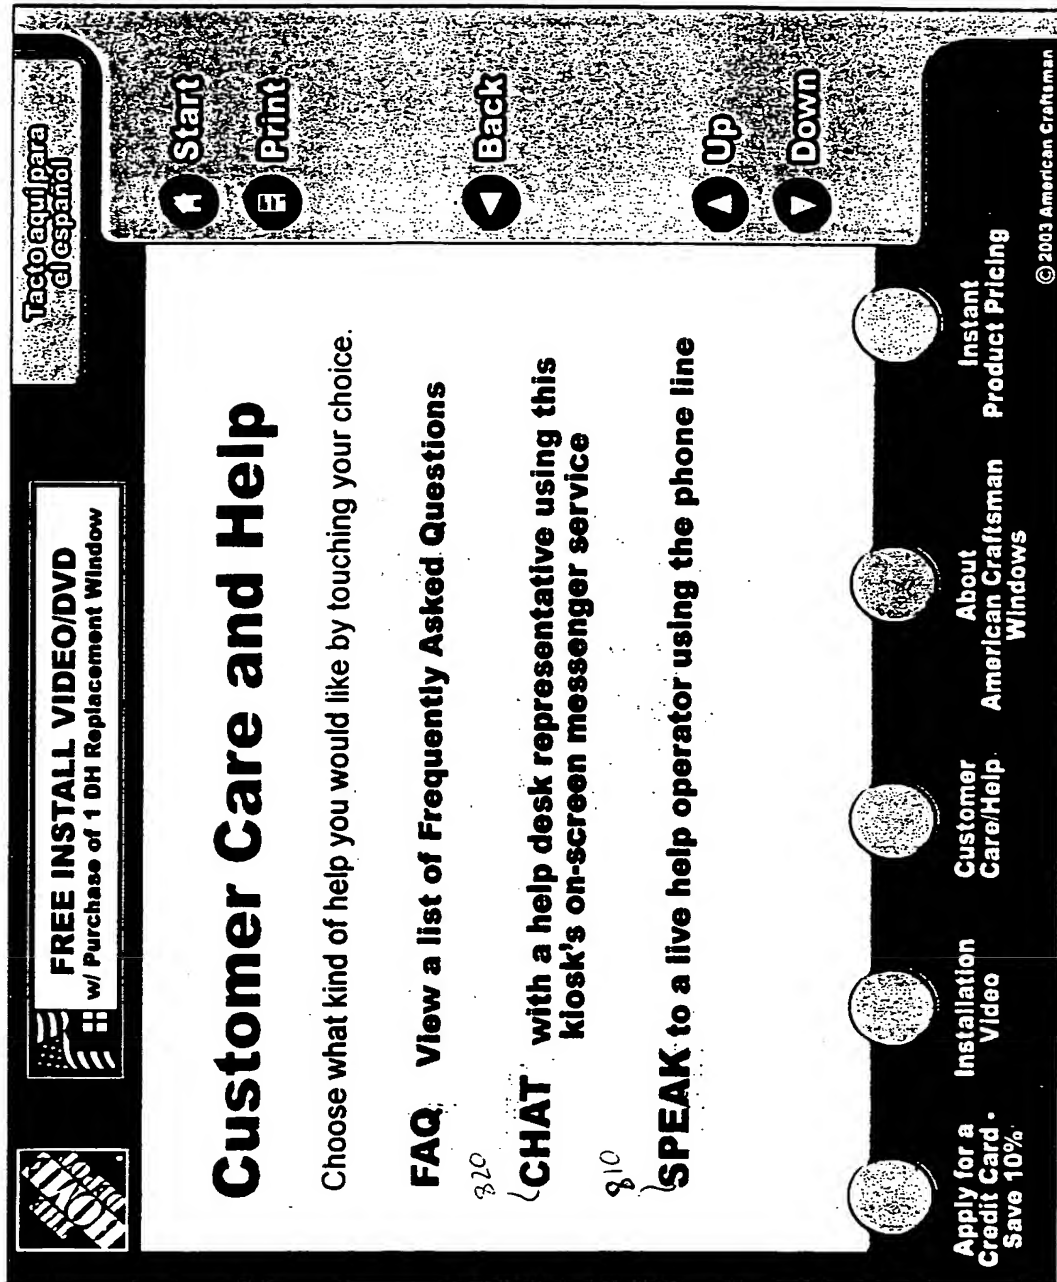 THE
HOME
DEPOT
FREE INSTALL VIDEO/DVD
w/ Purchase of 1 DH Replacement Window
Tacto aquí para
el español
Customer Care and Help
Choose what kind of help you would like by touching your choice.
FAQ View a list of Frequently Asked Questions
820
CHAT with a help desk representative using this
kiosk's on-screen messenger service
810
SPEAK to a live help operator using the phone line
Start
Print
Back
Up
Down
Apply for a
Credit Card -
Save 10%
Installation
Video
Customer
Care/Help
About
American Craftsman
Windows
Instant
Product Pricing
© 2003 American Craftsman